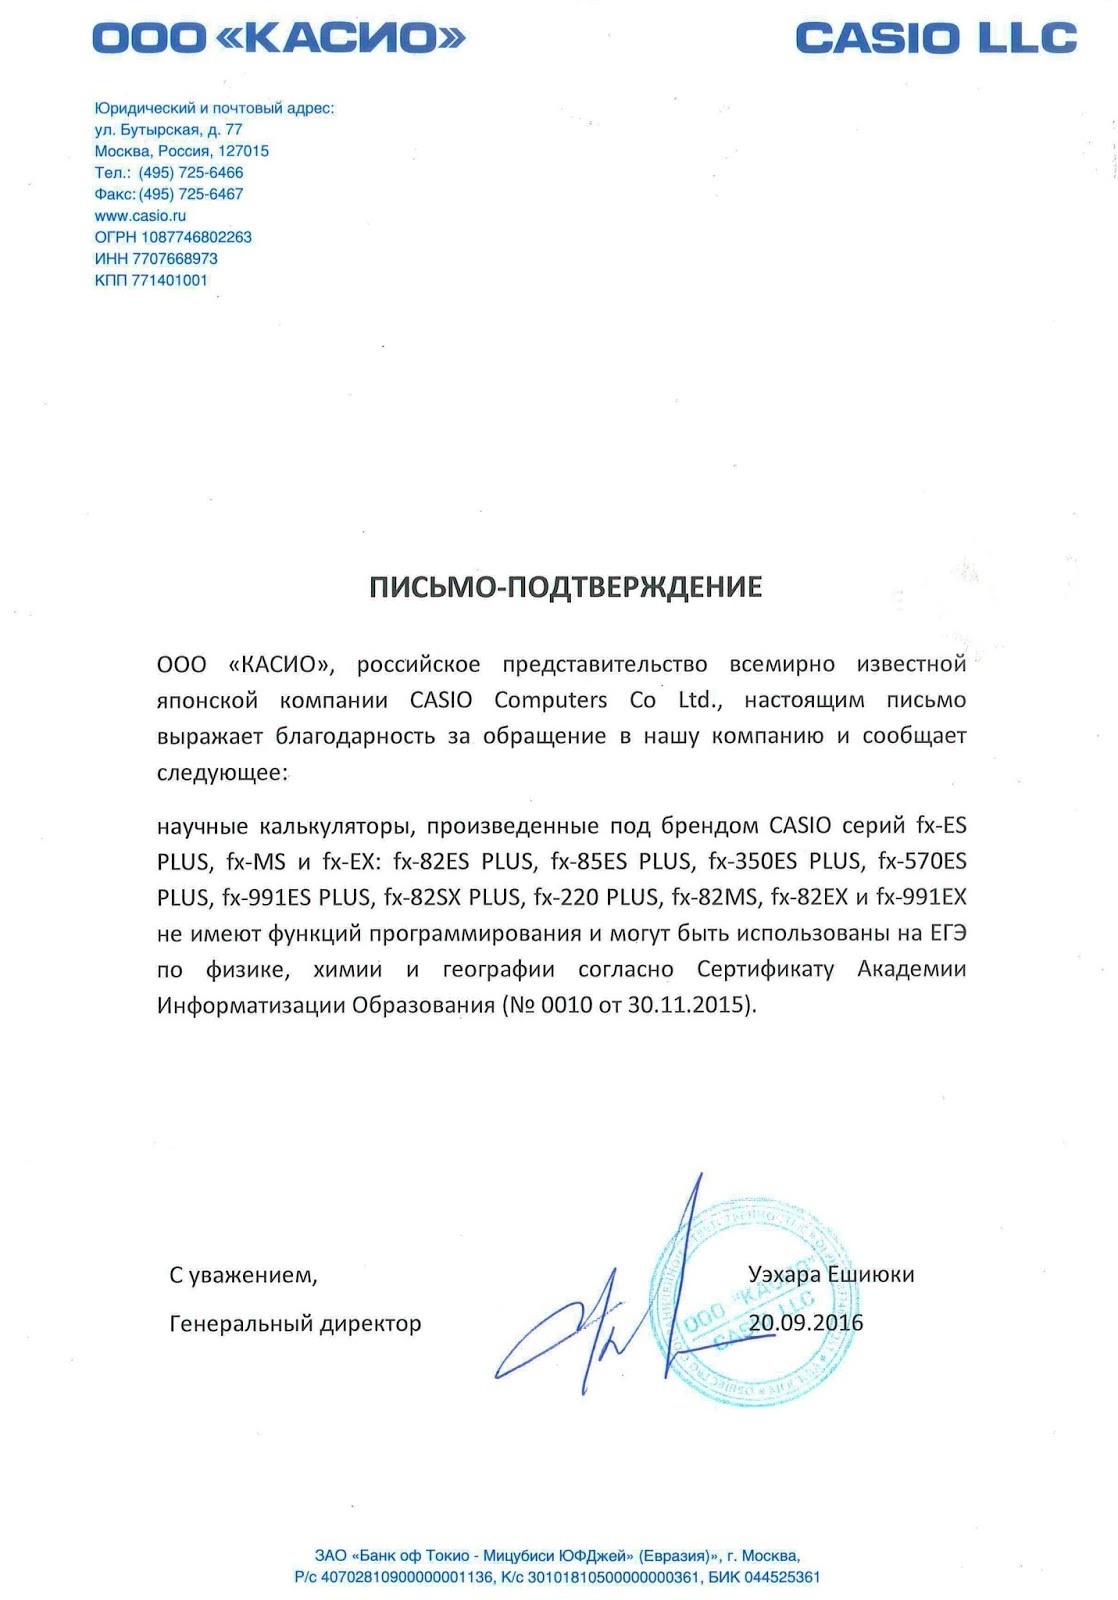 ООО «КАСИО» CASIO LLC
Юридический и почтовый адрес:
ул. Бутырская, д. 77
Москва, Россия, 127015
Тел.: (495) 725-6466
Факс: (495) 725-6467
www.casio.ru
ОГРН 1087746802263
ИНН 7707668973
КПП 771401001
ПИСЬМО-ПОДТВЕРЖДЕНИЕ
ООО «КАСИО», российское представительство всемирно известной
японской компании CASIO Computers Co Ltd., настоящим письмо
выражает благодарность за обращение в нашу компанию и сообщает
следующее:
научные калькуляторы, произведенные под брендом CASIO серий fx-ES
PLUS, fx-MS и fx-EX: fx-82ES PLUS, fx-85ES PLUS, fx-350ES PLUS, fx-570ES
PLUS, fx-991ES PLUS, fx-82SX PLUS, fx-220 PLUS, fx-82MS, fx-82EX и fx-991EX
не имеют функций программирования и могут быть использованы на ЕГЭ
по физике, химии и географии согласно Сертификату Академии
Информатизации Образования (№ 0010 от 30.11.2015).
С уважением, Уэхара Ешиюки
Генеральный директор 20.09.2016
ООО "КАСИО"
CASIO LLC
ЗАО «Банк оф Токио - Мицубиси ЮФДжей» (Евразия)», г. Москва,
Р/с 40702810900000001136, К/с 30101810500000000361, БИК 044525361